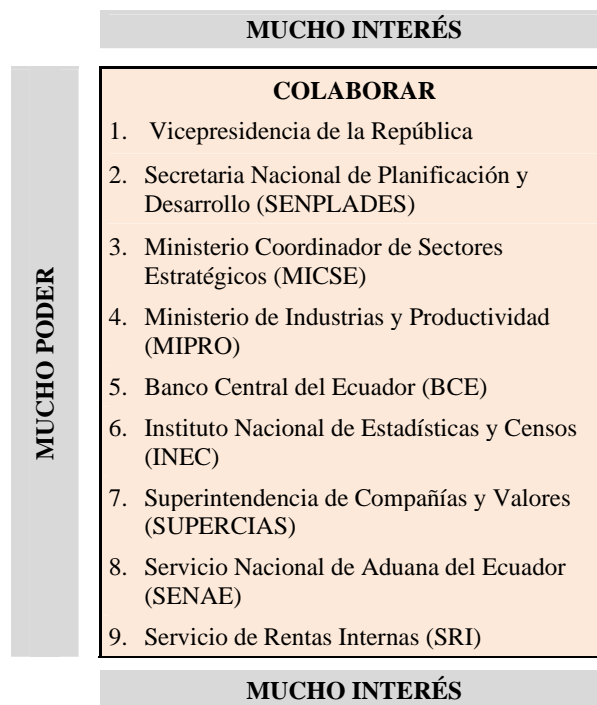 MUCHO INTERÉS
MUCHO PODER
COLABORAR
1. Vicepresidencia de la República
2. Secretaria Nacional de Planificación y
Desarrollo (SENPLADES)
3. Ministerio Coordinador de Sectores
Estratégicos (MICSE)
4. Ministerio de Industrias y Productividad
(MIPRO)
5. Banco Central del Ecuador (BCE)
6. Instituto Nacional de Estadísticas y Censos
(INEC)
7. Superintendencia de Compañías y Valores
(SUPERCIAS)
8. Servicio Nacional de Aduana del Ecuador
(SENAE)
9. Servicio de Rentas Internas (SRI)
MUCHO INTERÉS